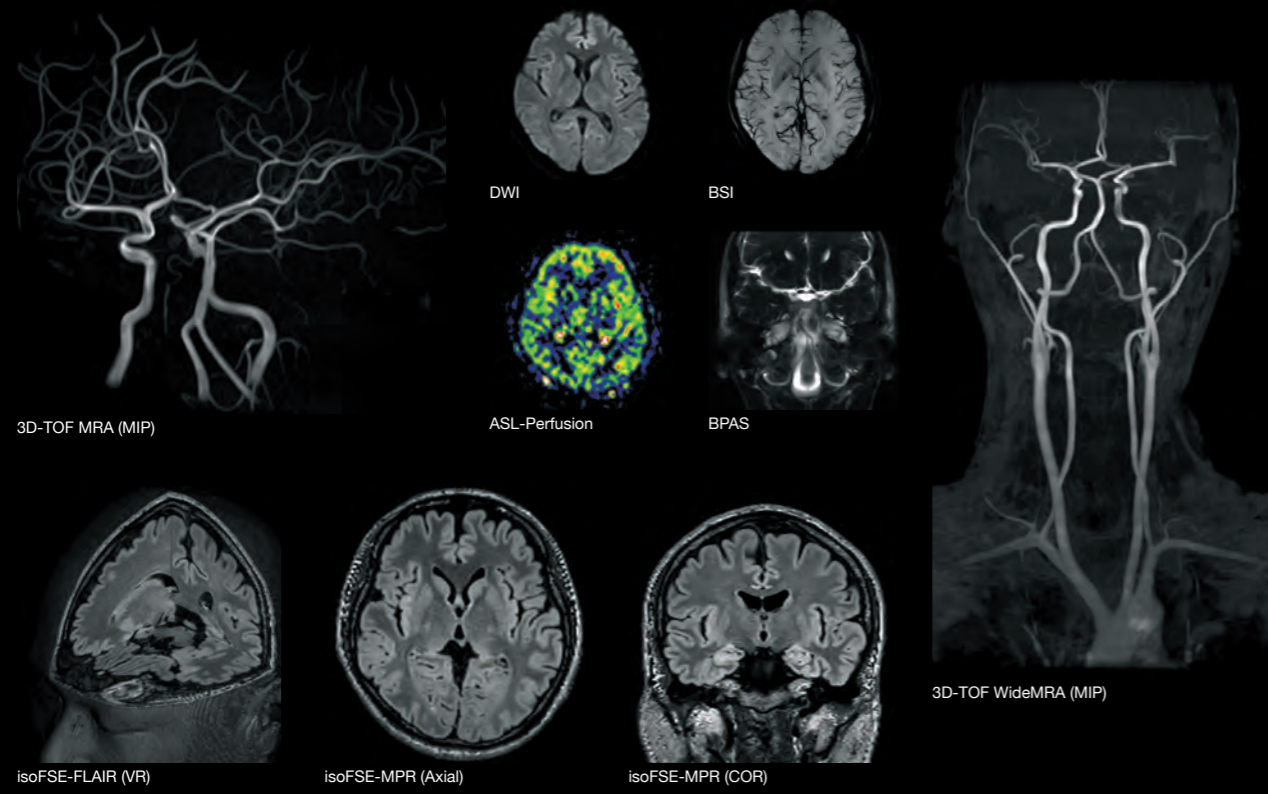 DWI
BSI
3D-TOF MRA (MIP)
ASL-Perfusion
BPAS
3D-TOF WideMRA (MIP)
isoFSE-FLAIR (VR)
isoFSE-MPR (Axial)
isoFSE-MPR (COR)